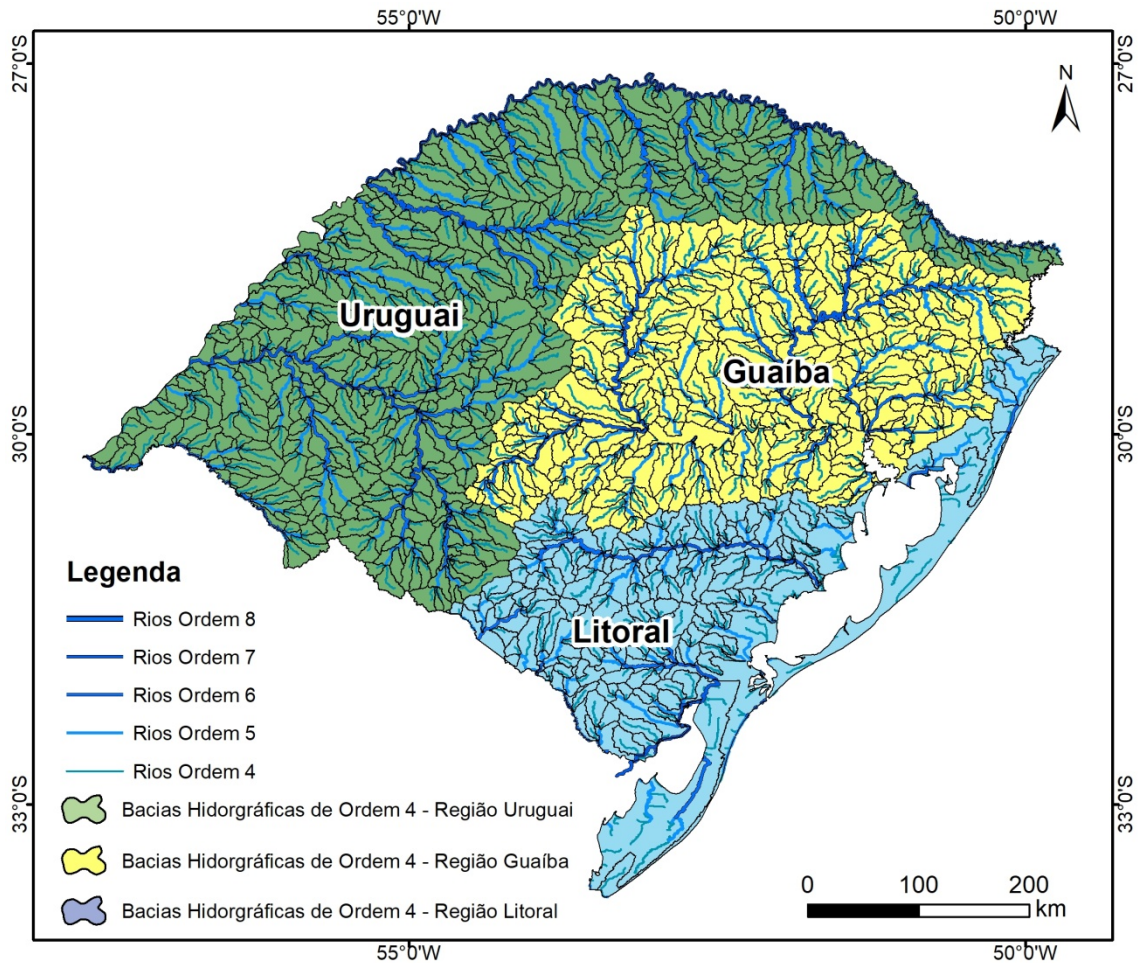 55°0'W 50°0'W
27°0'S 27°0'S
N
Uruguai
Guaíba
30°0'S 30°0'S
Legenda
Rios Ordem 8
Litoral
Rios Ordem 7
Rios Ordem 6
Rios Ordem 5
Rios Ordem 4
33°0'S 33°0'S
Bacias Hidorgráficas de Ordem 4 - Região Uruguai
Bacias Hidorgráficas de Ordem 4 - Região Guaíba
Bacias Hidorgráficas de Ordem 4 - Região Litoral
0 100 200
km
55°0'W 50°0'W